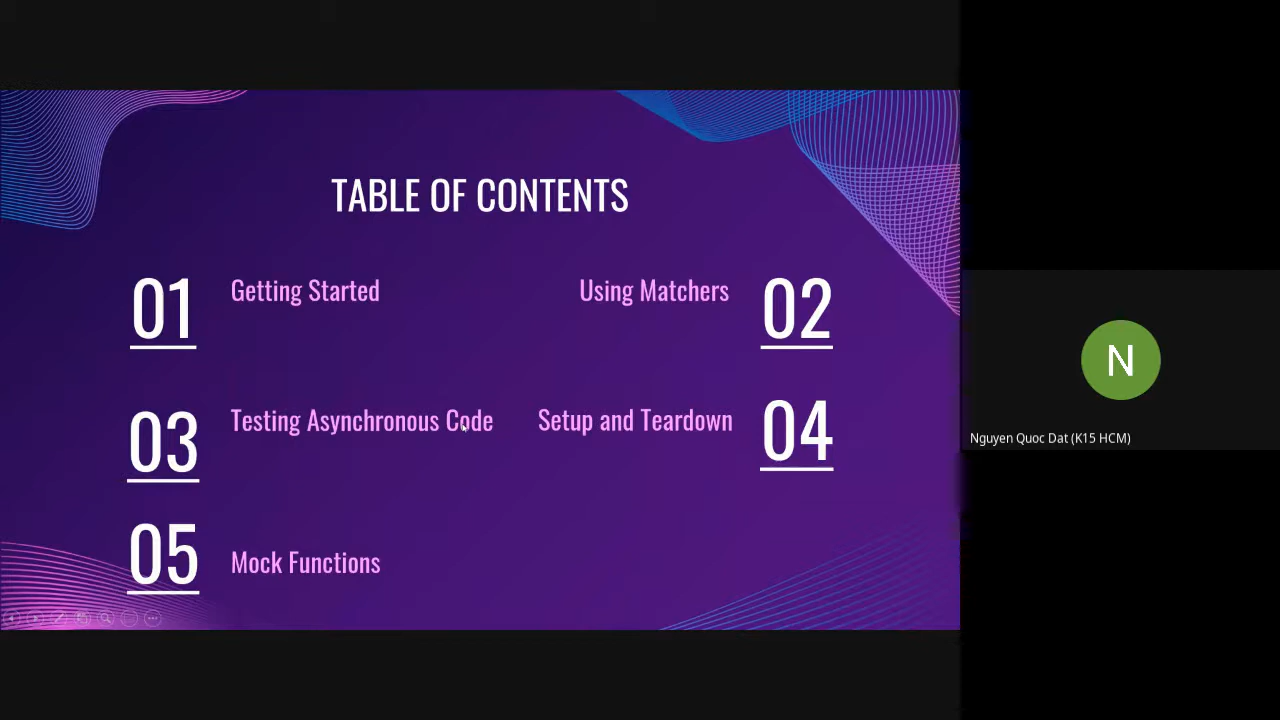 TABLE OF CONTENTS
01 Getting Started
Using Matchers 02
03 Testing Asynchronous Code
Setup and Teardown 04
05 Mock Functions
N
Nguyen Quoc Dat (K15 HCM)